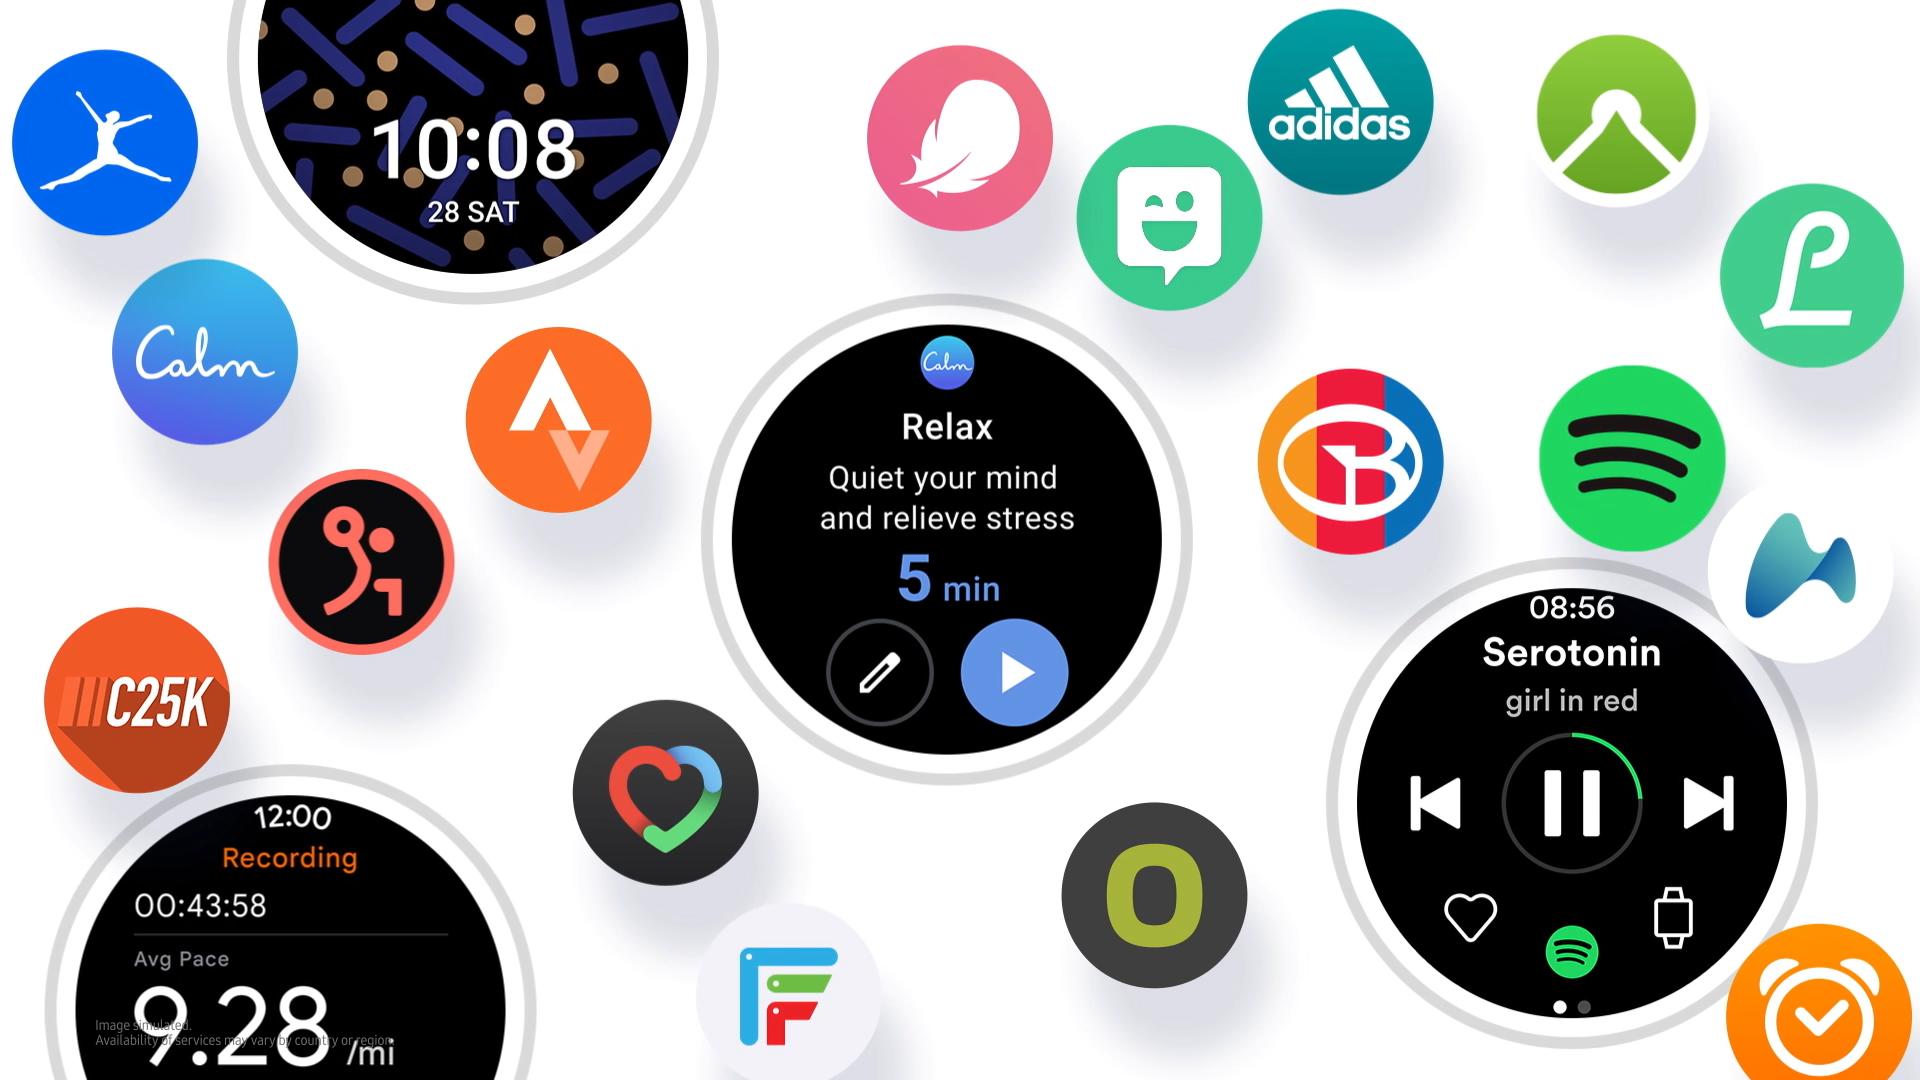 10:08
28 SAT
adidas
Calm
Calm
Relax
Quiet your mind
and relieve stress
5 min
C25K
08:56
Serotonin
girl in red
12:00
Recording
00:43:58
Avg Pace
9.28 /mi
Image simulated.
Availability of services may vary by country or region.